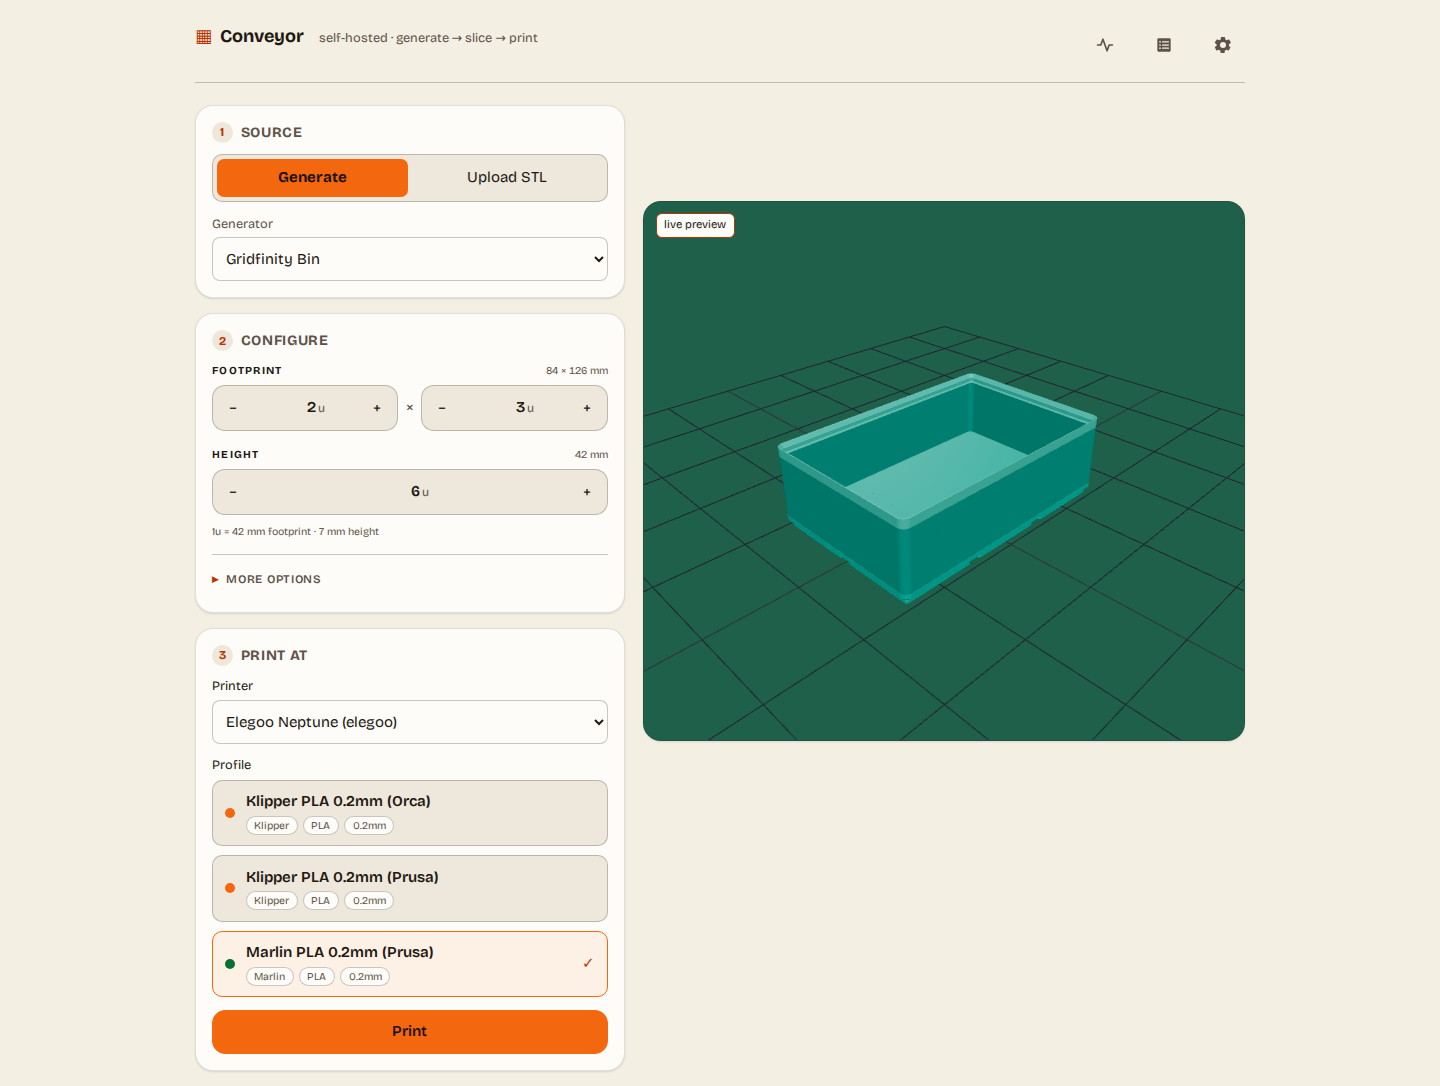 Conveyor self-hosted · generate → slice → print
1 SOURCE
Generate Upload STL
Generator
Gridfinity Bin
live preview
2 CONFIGURE
FOOTPRINT 84 × 126 mm
− 2 u + × − 3 u +
HEIGHT 42 mm
− 6 u +
1u = 42 mm footprint · 7 mm height
▸ MORE OPTIONS
3 PRINT AT
Printer
Elegoo Neptune (elegoo)
Profile
Klipper PLA 0.2mm (Orca)
Klipper PLA 0.2mm
Klipper PLA 0.2mm (Prusa)
Klipper PLA 0.2mm
Marlin PLA 0.2mm (Prusa) ✓
Marlin PLA 0.2mm
Print